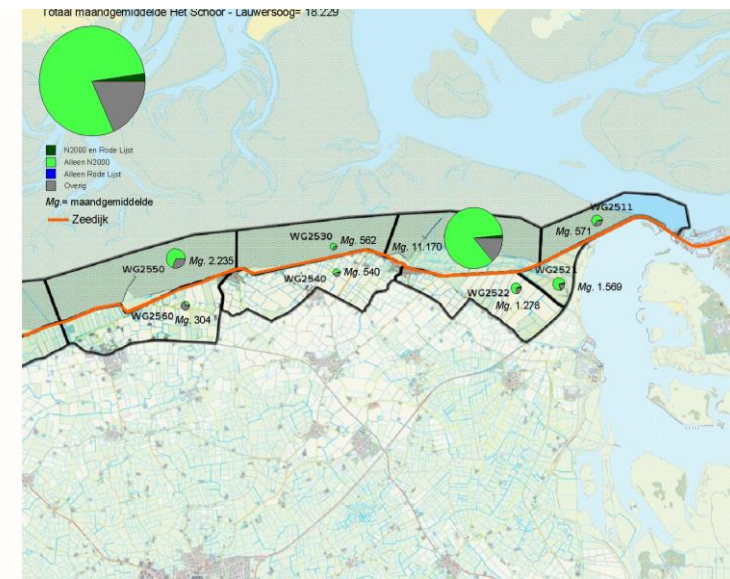 Totaal maandgemiddelde Het Schoor - Lauwersoog= 18.229
N2000 en Rode Lijst
Alleen N2000
Alleen Rode Lijst
Overig
Mg.= maandgemiddelde
Zeedijk
WG2511
Mg. 571
WG2530
Mg. 562
Mg. 11.170
WG2550
Mg. 2.235
WG2540
Mg. 540
WG2521
Mg. 1.569
WG2522
Mg. 1.278
WG2560
Mg. 304